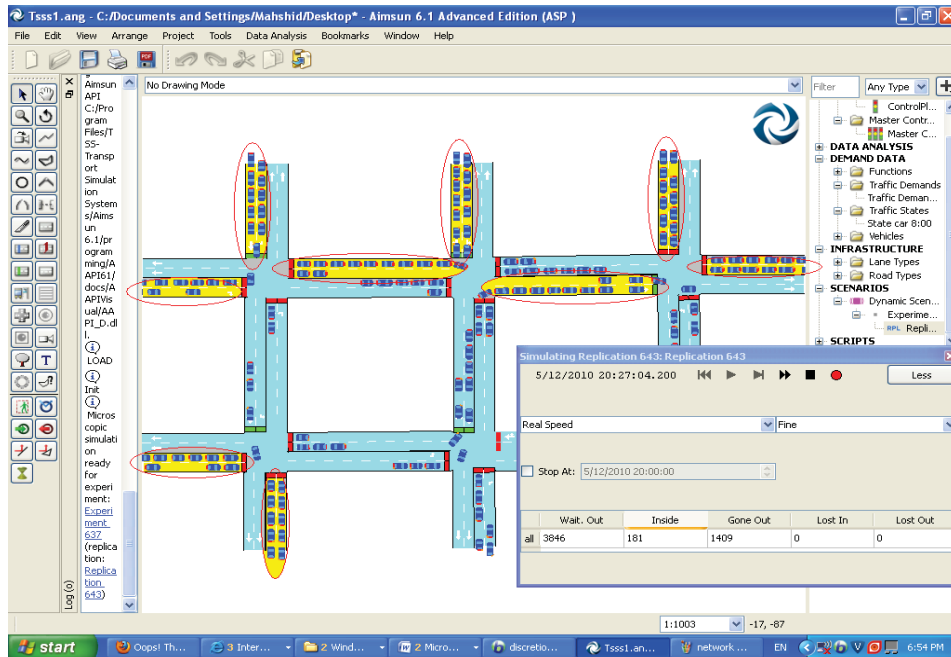 Tsss1.ang - C:/Documents and Settings/Mahshid/Desktop* - Aimsun 6.1 Advanced Edition (ASP )
File Edit View Arrange Project Tools Data Analysis Bookmarks Window Help
No Drawing Mode
Aimsun
API
C:/Pro
gram
Files/T
SS-
Transp
ort
Simulat
ion
System
s/Aims
un
6.1/pro
gram
ming/A
API61/
docs/A
APIVis
ual/AA
PI_D.dl
l.
LOAD
Init
Micros
copic
simulati
on
ready
for
experi
ment:
Experi
ment
637
(replica
tion:
Replica
tion
643)
Log (0)
Filter Any Type
ControlPl...
Master Contr...
Master C...
DATA ANALYSIS
DEMAND DATA
Functions
Traffic Demands
Traffic Deman...
Traffic States
State car 8:00
Vehicles
INFRASTRUCTURE
Lane Types
Road Types
SCENARIOS
Dynamic Scen...
Experime...
RPL Repli...
SCRIPTS
Simulating Replication 643: Replication 643
5/12/2010 20:27:04.200 Less
Real Speed Fine
Stop At: 5/12/2010 20:00:00
Wait. Out Inside Gone Out Lost In Lost Out
all 3846 181 1409 0 0
1:1003 -17, -87
start Oops! Th... 3 Inter... 2 Wind... 2 Micro... discretio... Tsss1.an... network ... EN 6:54 PM